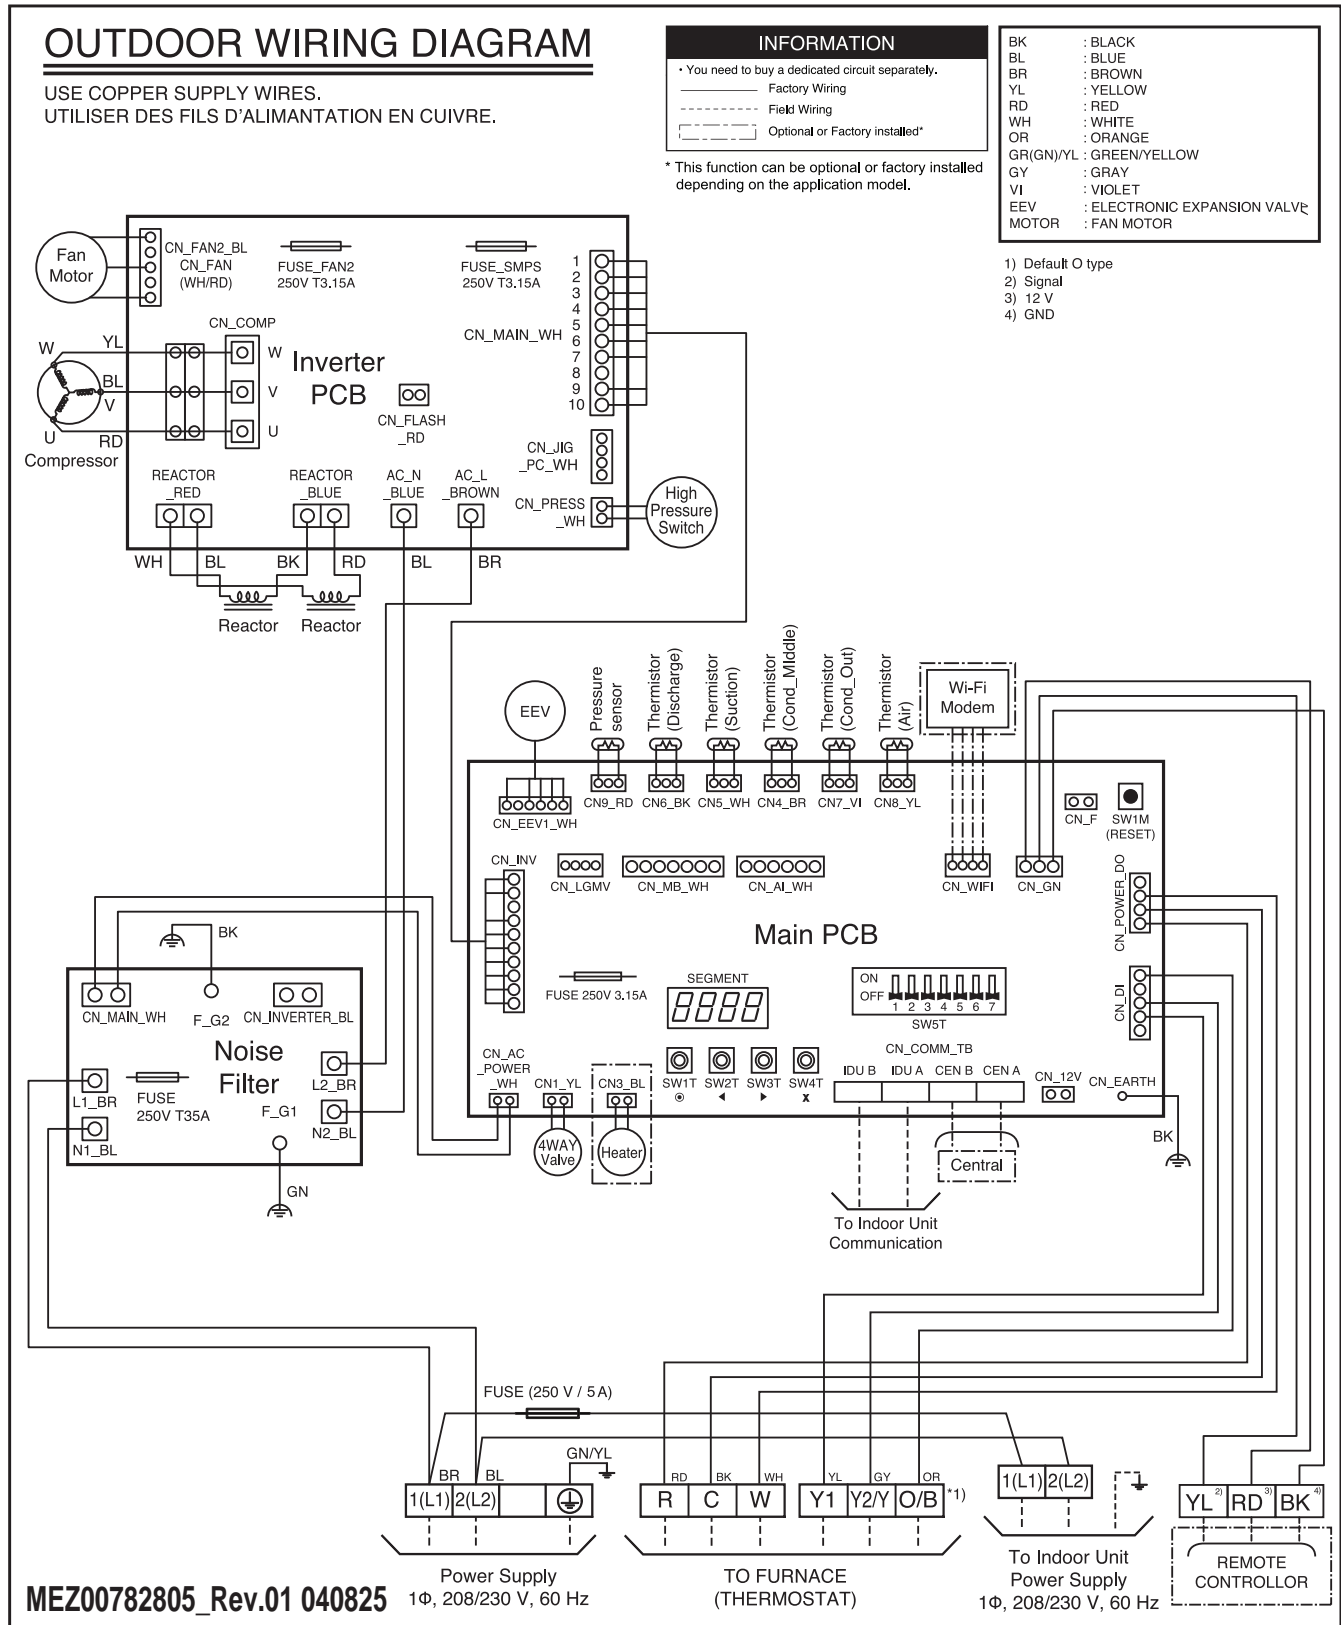 OUTDOOR WIRING DIAGRAM
USE COPPER SUPPLY WIRES.
UTILISER DES FILS D'ALIMANTATION EN CUIVRE.
INFORMATION
• You need to buy a dedicated circuit separately.
Factory Wiring
Field Wiring
Optional or Factory installed*
* This function can be optional or factory installed
depending on the application model.
BK : BLACK
BL : BLUE
BR : BROWN
YL : YELLOW
RD : RED
WH : WHITE
OR : ORANGE
GR(GN)/YL : GREEN/YELLOW
GY : GRAY
VI : VIOLET
EEV : ELECTRONIC EXPANSION VALVE
MOTOR : FAN MOTOR
1) Default O type
2) Signal
3) 12 V
4) GND
Fan
Motor
CN_FAN2_BL
CN_FAN
(WH/RD)
FUSE_FAN2
250V T3.15A
FUSE_SMPS
250V T3.15A
1
2
3
4
5
6
7
8
9
10
CN_MAIN_WH
CN_COMP
W
YL
W
BL
V
V
U
RD
U
Compressor
Inverter
PCB
CN_FLASH
_RD
CN_JIG
_PC_WH
CN_PRESS
_WH
High
Pressure
Switch
REACTOR
_RED
REACTOR
_BLUE
AC_N
_BLUE
AC_L
_BROWN
WH
BL
BK
RD
BL
BR
Reactor
Reactor
EEV
Pressure
sensor
Thermistor
(Discharge)
Thermistor
(Suction)
Thermistor
(Cond_MIddle)
Thermistor
(Cond_Out)
Thermistor
(Air)
Wi-Fi
Modem
CN_EEV1_WH
CN9_RD
CN6_BK
CN5_WH
CN4_BR
CN7_VI
CN8_YL
CN_F
SW1M
(RESET)
CN_INV
CN_LGMV
CN_MB_WH
CN_AI_WH
CN_WIFI
CN_GN
CN_POWER_DO
CN_DI
Main PCB
FUSE 250V 3.15A
SEGMENT
ON
OFF
1 2 3 4 5 6 7
SW5T
CN_AC
_POWER
_WH
CN1_YL
CN3_BL
SW1T
SW2T
SW3T
SW4T
X
CN_COMM_TB
IDU B
IDU A
CEN B
CEN A
CN_12V
CN_EARTH
BK
4WAY
Valve
Heater
Central
To Indoor Unit
Communication
BK
CN_MAIN_WH
F_G2
CN_INVERTER_BL
Noise
Filter
L1_BR
FUSE
250V T35A
L2_BR
F_G1
N1_BL
N2_BL
GN
FUSE (250 V / 5 A)
BR
BL
GN/YL
1(L1)
2(L2)
Power Supply
1Φ, 208/230 V, 60 Hz
RD
BK
WH
YL
GY
OR
R
C
W
Y1
Y2/Y
O/B
*1)
TO FURNACE
(THERMOSTAT)
1(L1)
2(L2)
To Indoor Unit
Power Supply
1Φ, 208/230 V, 60 Hz
YL 2)
RD 3)
BK 4)
REMOTE
CONTROLLOR
MEZ00782805_Rev.01 040825